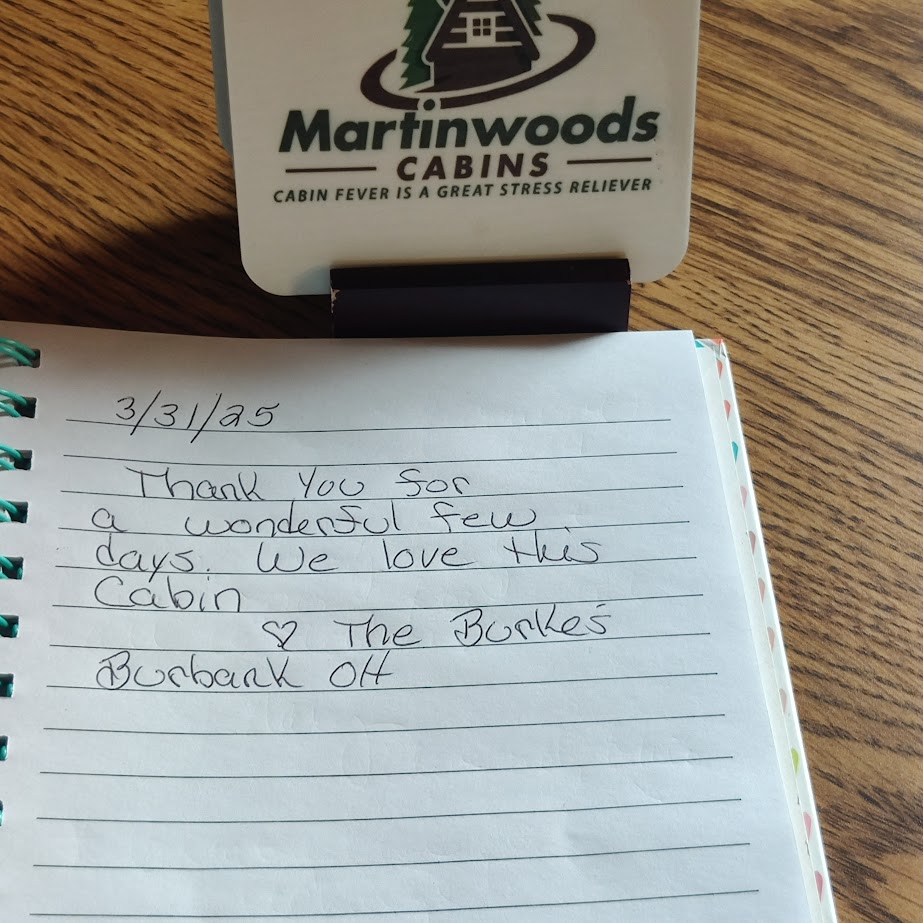 Martinwoods
CABINS
CABIN FEVER IS A GREAT STRESS RELIEVER
3/31/25
Thank You for
a wonderful few
days. We love this
Cabin
♡ The Burke's
Burbank OH